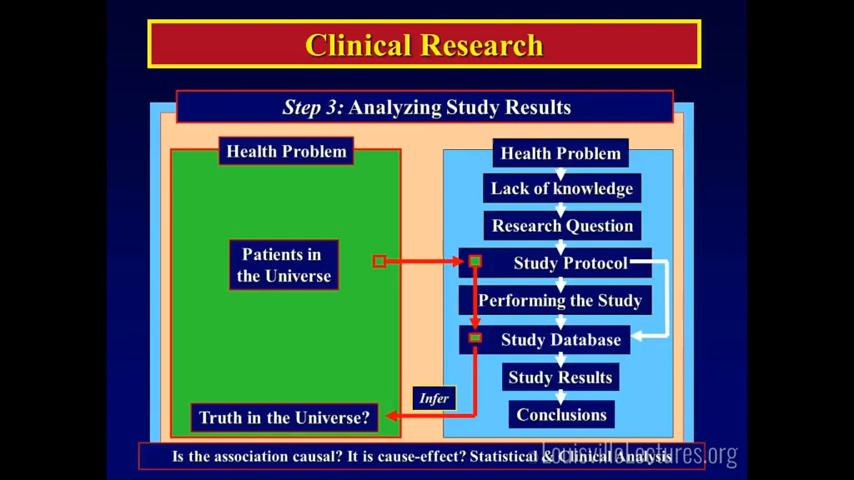 Clinical Research
Step 3: Analyzing Study Results
Health Problem
Patients in
the Universe
Truth in the Universe?
Infer
Health Problem
Lack of knowledge
Research Question
Study Protocol
Performing the Study
Study Database
Study Results
Conclusions
Is the association causal? It is cause-effect? Statistical & Clinical Analysis
LouisvilleLectures.org